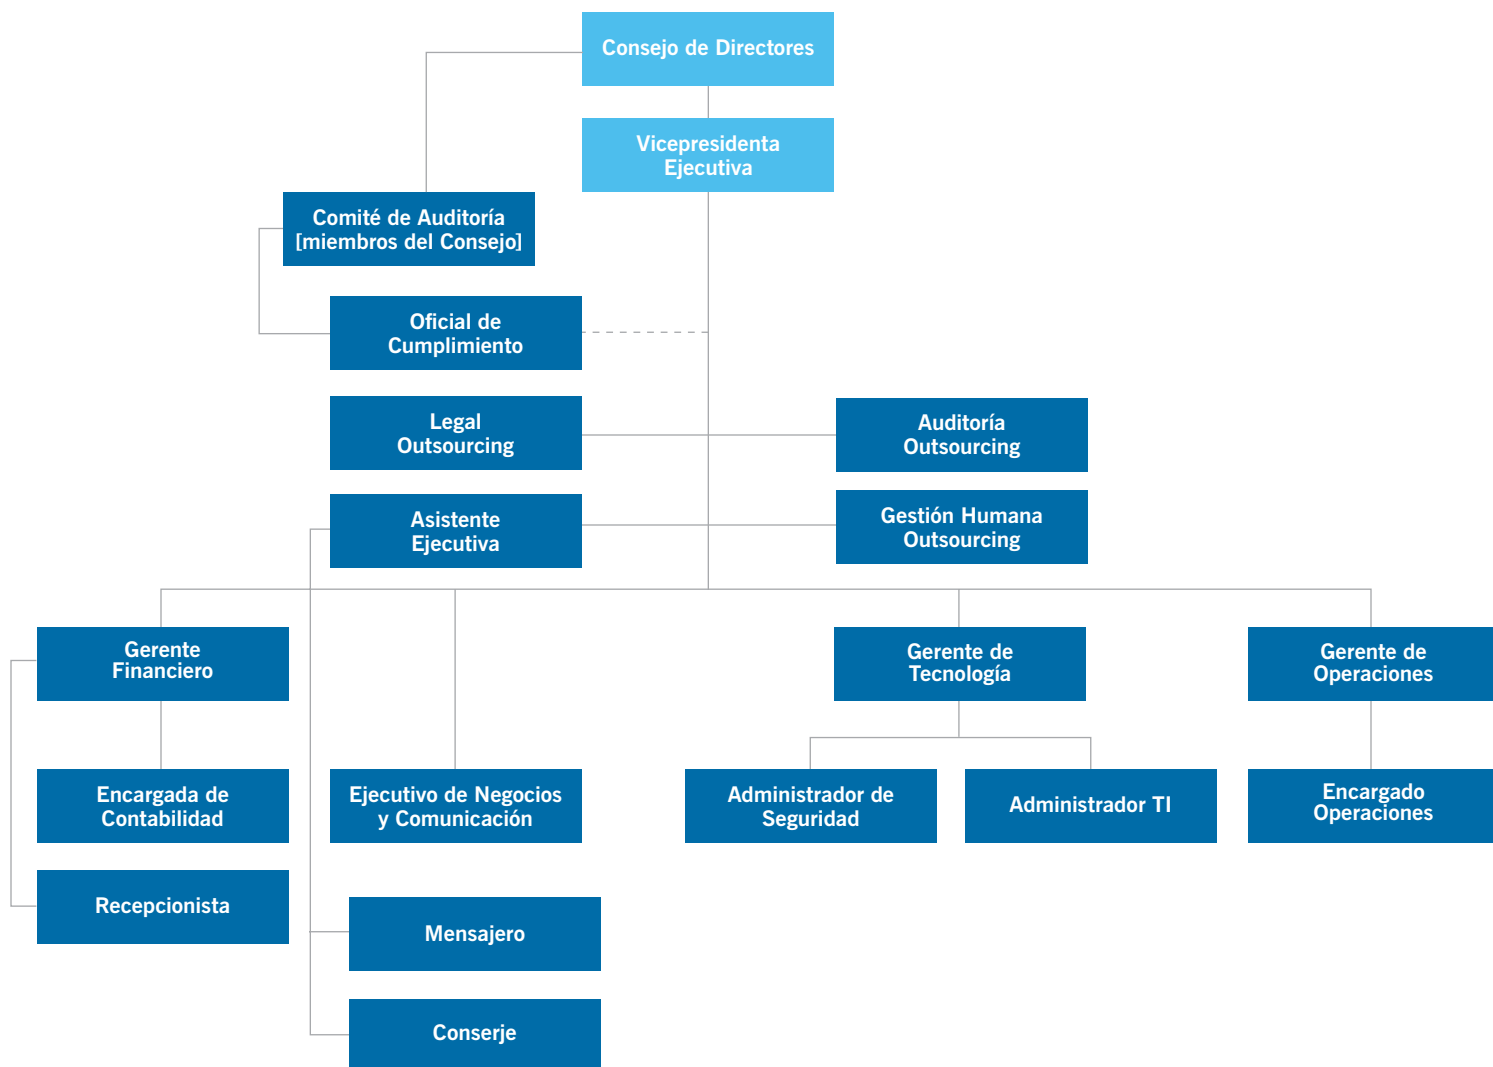 Consejo de Directores
Vicepresidenta
Ejecutiva
Comité de Auditoría
[miembros del Consejo]
Oficial de
Cumplimiento
Legal
Outsourcing
Auditoría
Outsourcing
Asistente
Ejecutiva
Gestión Humana
Outsourcing
Gerente
Financiero
Gerente de
Tecnología
Gerente de
Operaciones
Encargada de
Contabilidad
Ejecutivo de Negocios
y Comunicación
Administrador de
Seguridad
Administrador TI
Encargado
Operaciones
Recepcionista
Mensajero
Conserje